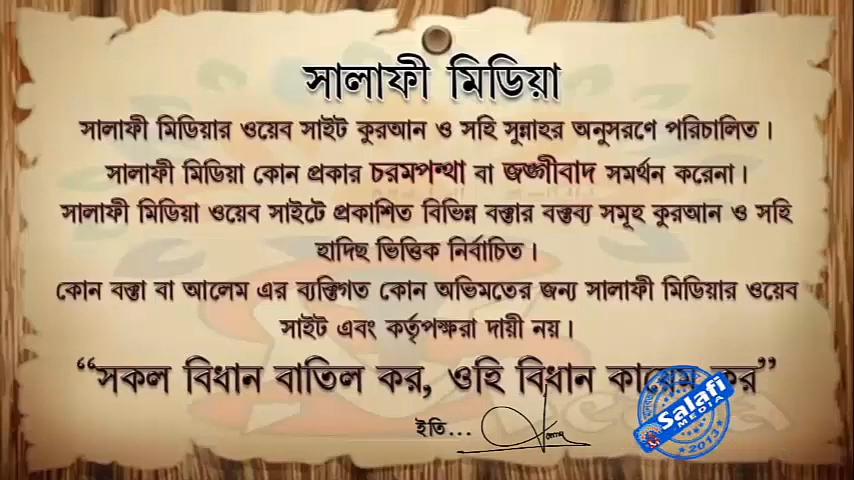 সালাফী মিডিয়া
সালাফী মিডিয়ার ওয়েব সাইট কুরআন ও সহি সুন্নাহর অনুসরণে পরিচালিত।
সালাফী মিডিয়া কোন প্রকার চরমপন্থা বা জঙ্গীবাদ সমর্থন করেনা।
সালাফী মিডিয়া ওয়েব সাইটে প্রকাশিত বিভিন্ন বক্তার বক্তব্য সমূহ কুরআন ও সহি
হাদিছ ভিত্তিক নির্বাচিত।
কোন বক্তা বা আলেম এর ব্যক্তিগত কোন অভিমতের জন্য সালাফী মিডিয়ার ওয়েব
সাইট এবং কর্তৃপক্ষরা দায়ী নয়।
“সকল বিধান বাতিল কর, ওহি বিধান কায়েম কর”
ইতি...
Salafi
MEDIA
2013